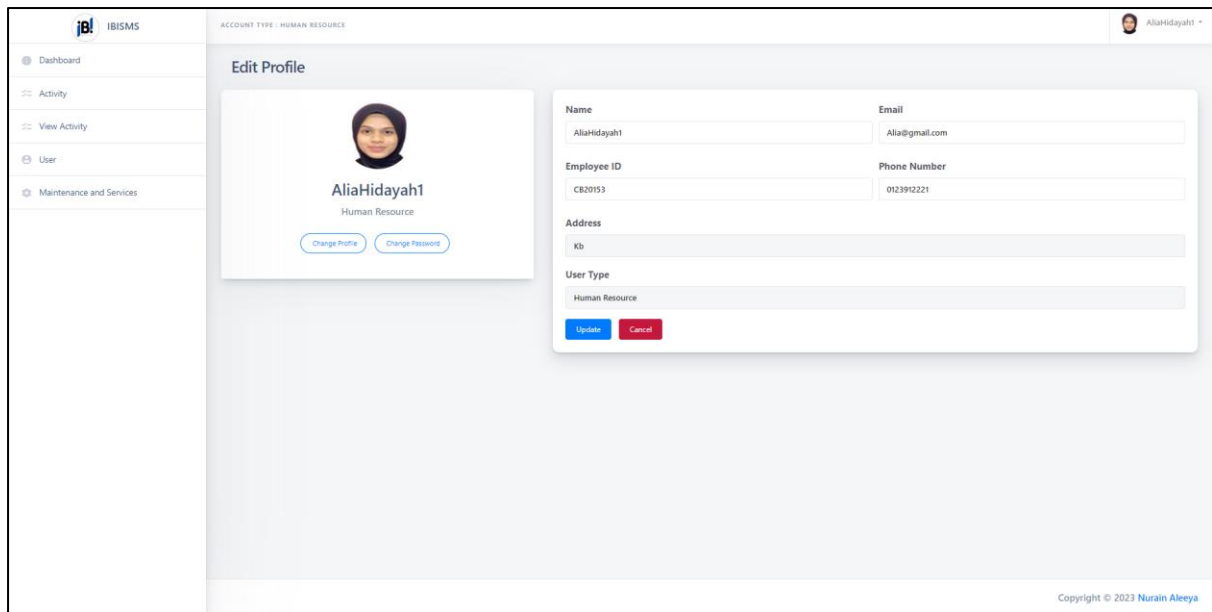 iB! IBISMS
ACCOUNT TYPE : HUMAN RESOURCE
AliaHidayah1
Dashboard
Activity
View Activity
User
Maintenance and Services
Edit Profile
AliaHidayah1
Human Resource
Change Profile Change Password
Name Email
AliaHidayah1 Alia@gmail.com
Employee ID Phone Number
CB20153 0123912221
Address
Kb
User Type
Human Resource
Update Cancel
Copyright © 2023 Nurain Aleeya